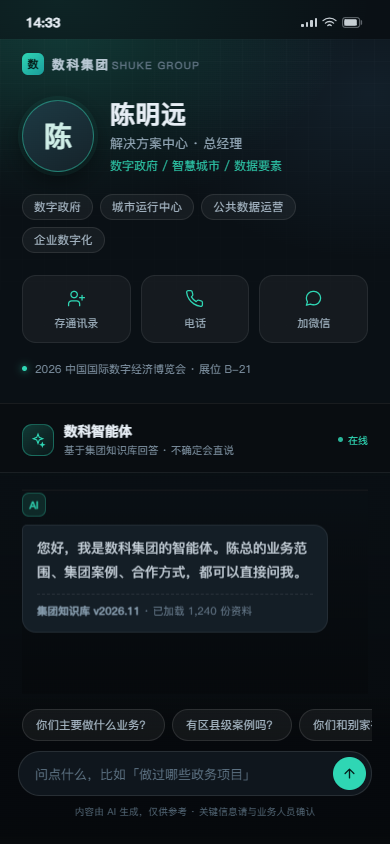 14:33
数 数科集团 SHUKE GROUP
陈
陈明远
解决方案中心 · 总经理
数字政府 / 智慧城市 / 数据要素
数字政府 城市运行中心 公共数据运营
企业数字化
存通讯录 电话 加微信
2026 中国国际数字经济博览会 · 展位 B-21
数科智能体
基于集团知识库回答 · 不确定会直说
在线
AI
您好，我是数科集团的智能体。陈总的业务范
围、集团案例、合作方式，都可以直接问我。
集团知识库 v2026.11 · 已加载 1,240 份资料
你们主要做什么业务？ 有区县级案例吗？ 你们和别家
问点什么，比如「做过哪些政务项目」
内容由 AI 生成，仅供参考 · 关键信息请与业务人员确认